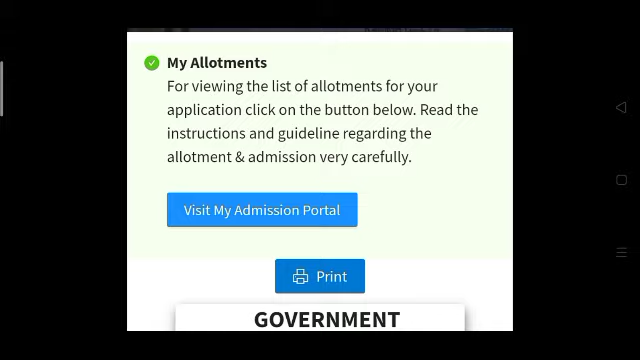 My Allotments
For viewing the list of allotments for your
application click on the button below. Read the
instructions and guideline regarding the
allotment & admission very carefully.
Visit My Admission Portal
Print
GOVERNMENT